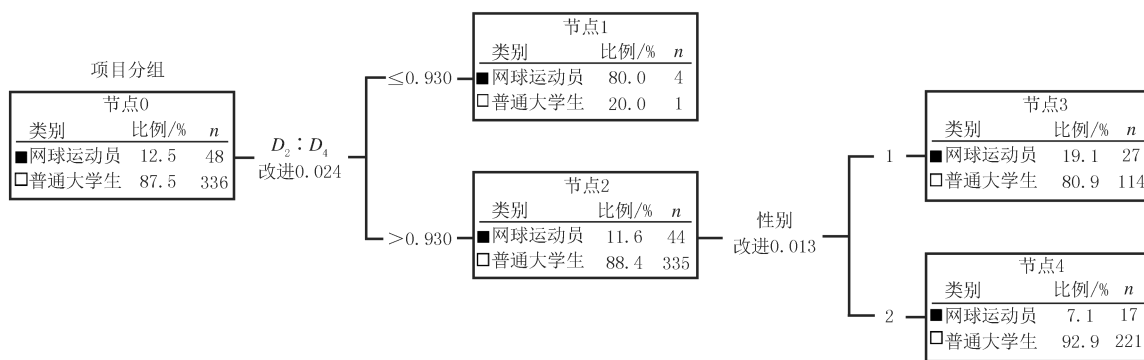 项目分组
节点0
类别 比例/% n
网球运动员 12.5 48
普通大学生 87.5 336
D2∶D4
改进0.024
≤0.930
节点1
类别 比例/% n
网球运动员 80.0 4
普通大学生 20.0 1
>0.930
节点2
类别 比例/% n
网球运动员 11.6 44
普通大学生 88.4 335
性别
改进0.013
1
节点3
类别 比例/% n
网球运动员 19.1 27
普通大学生 80.9 114
2
节点4
类别 比例/% n
网球运动员 7.1 17
普通大学生 92.9 221